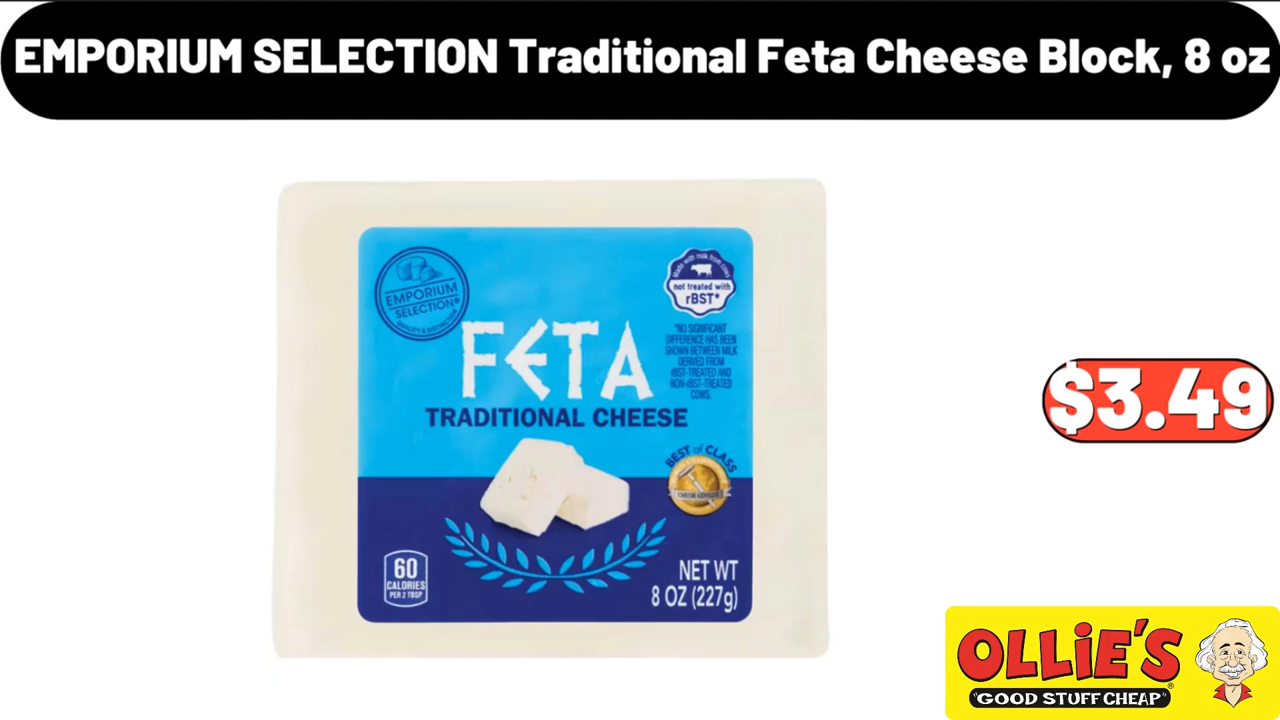 EMPORIUM SELECTION Traditional Feta Cheese Block, 8 oz
EMPORIUM
SELECTION®
QUALITY & DISTINCTION
Made with milk from cows
not treated with
rBST*
*NO SIGNIFICANT
DIFFERENCE HAS BEEN
SHOWN BETWEEN MILK
DERIVED FROM
rBST-TREATED AND
NON-rBST-TREATED
COWS.
FETA
TRADITIONAL CHEESE
BEST of CLASS
60
CALORIES
PER 2 TBSP
NET WT
8 OZ (227g)
$3.49
OLLiE'S®
"GOOD STUFF CHEAP"